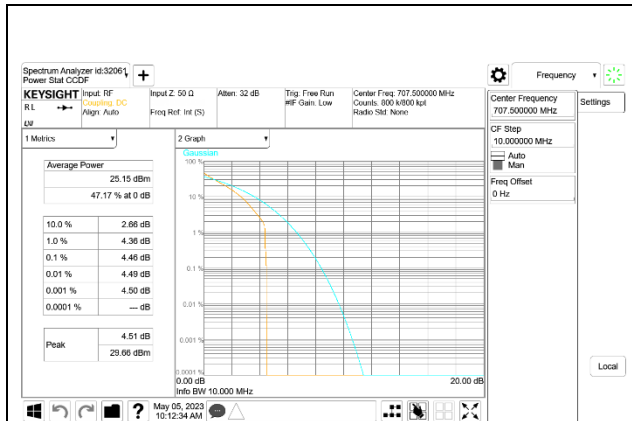 Spectrum Analyzer id:32061
Power Stat CCDF
Frequency
KEYSIGHT
R L
Input: RF
Coupling: DC
Align: Auto
Input Z: 50 Ω
Freq Ref: Int (S)
Atten: 32 dB
Trig: Free Run
#IF Gain: Low
Center Freq: 707.500000 MHz
Counts: 800 k/800 kpt
Radio Std: None
Center Frequency
707.500000 MHz
Settings
CF Step
10.000000 MHz
Auto
Man
Freq Offset
0 Hz
1 Metrics
2 Graph
Gaussian
Average Power
25.15 dBm
47.17 % at 0 dB
10.0 % 2.66 dB
1.0 % 4.36 dB
0.1 % 4.46 dB
0.01 % 4.49 dB
0.001 % 4.50 dB
0.0001 % --- dB
Peak
4.51 dB
29.66 dBm
100 %
10 %
1 %
0.1 %
0.01 %
0.001 %
0.0001 %
0.00 dB
20.00 dB
Info BW 10.000 MHz
Local
?
May 05, 2023
10:12:34 AM